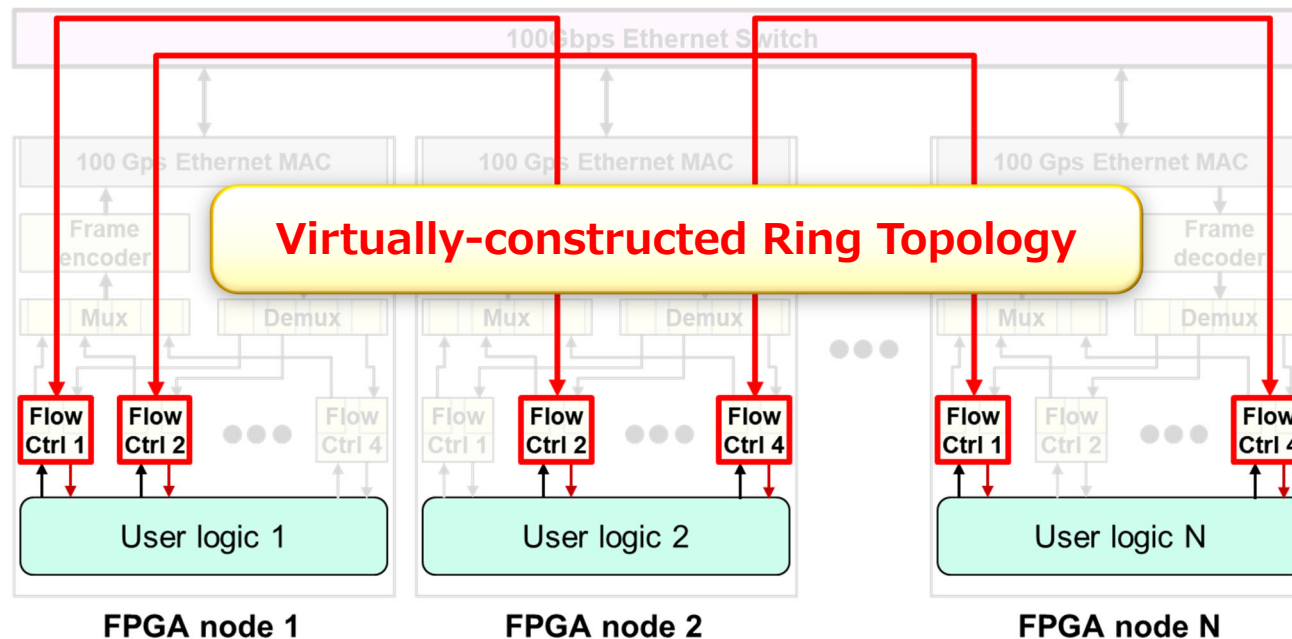 100Gbps Ethernet Switch
100 Gps Ethernet MAC
100 Gps Ethernet MAC
100 Gps Ethernet MAC
Frame
encoder
Virtually-constructed Ring Topology
Frame
decoder
Mux
Demux
Mux
Demux
Mux
Demux
Flow
Ctrl 1
Flow
Ctrl 2
Flow
Ctrl 4
Flow
Ctrl 1
Flow
Ctrl 2
Flow
Ctrl 4
Flow
Ctrl 1
Flow
Ctrl 2
Flow
Ctrl 4
User logic 1
User logic 2
User logic N
FPGA node 1
FPGA node 2
FPGA node N